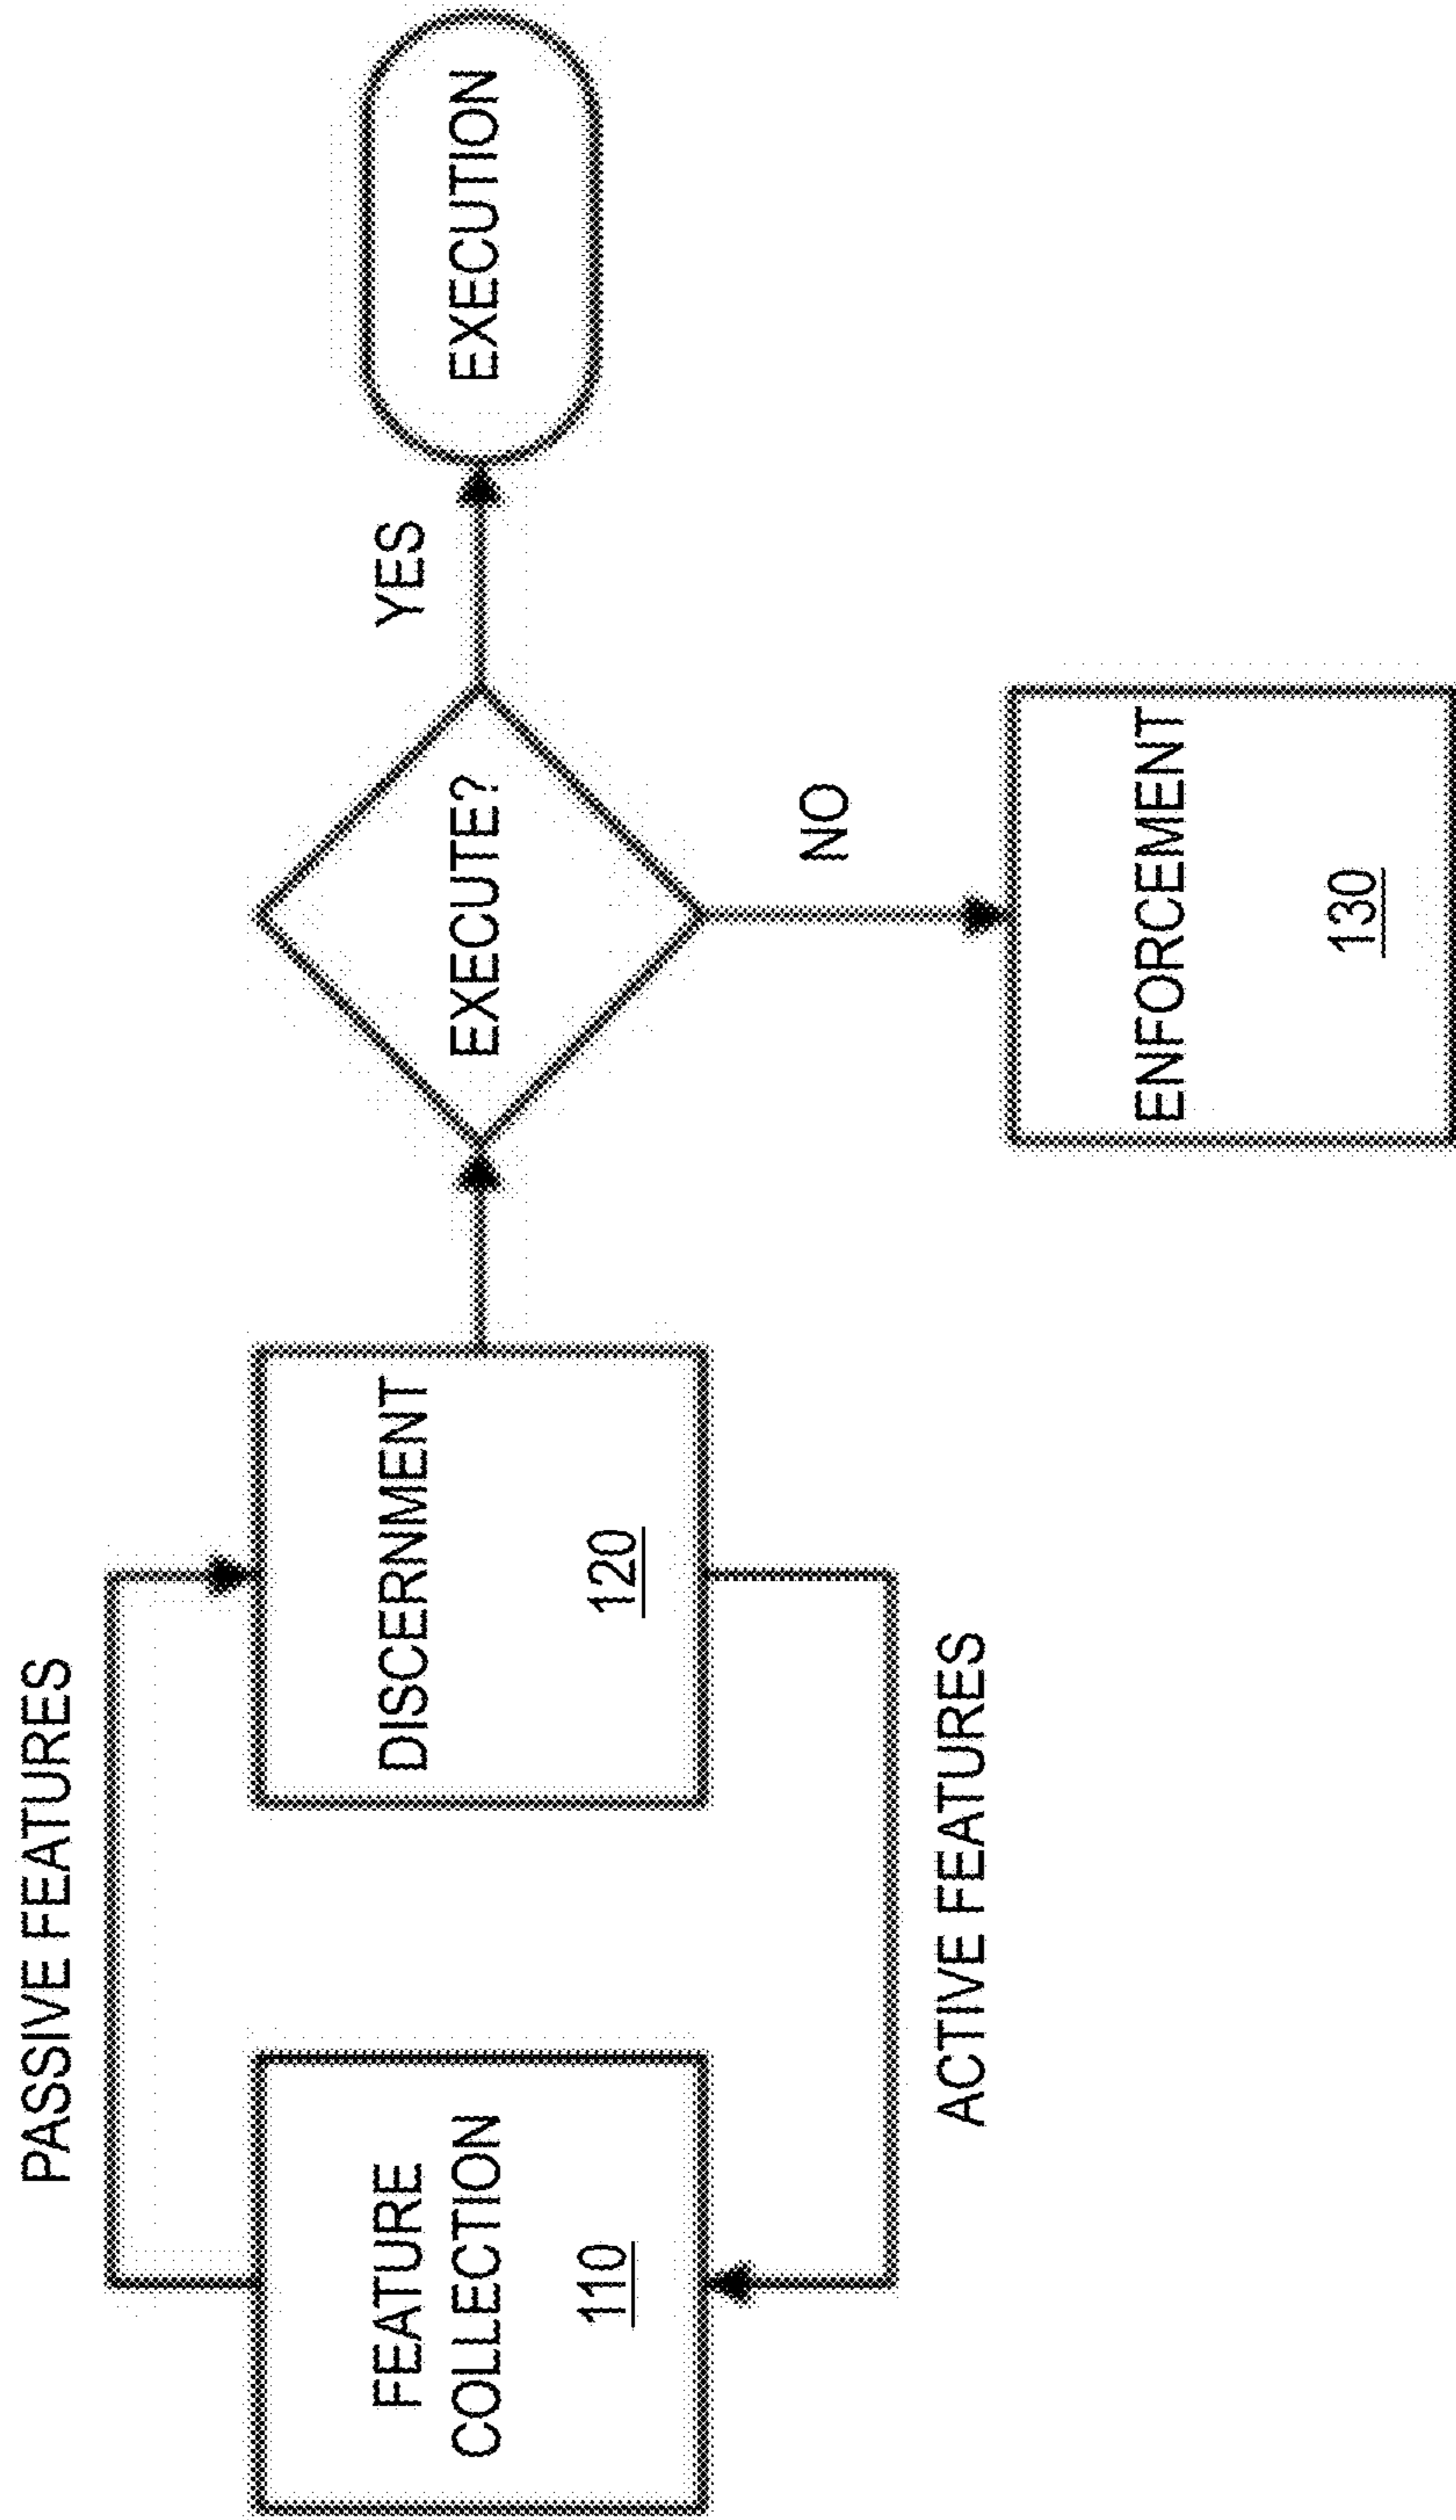 PASSIVE FEATURES
FEATURE
COLLECTION
110
DISCERNMENT
120
ACTIVE FEATURES
EXECUTE?
YES
EXECUTION
NO
ENFORCEMENT
130